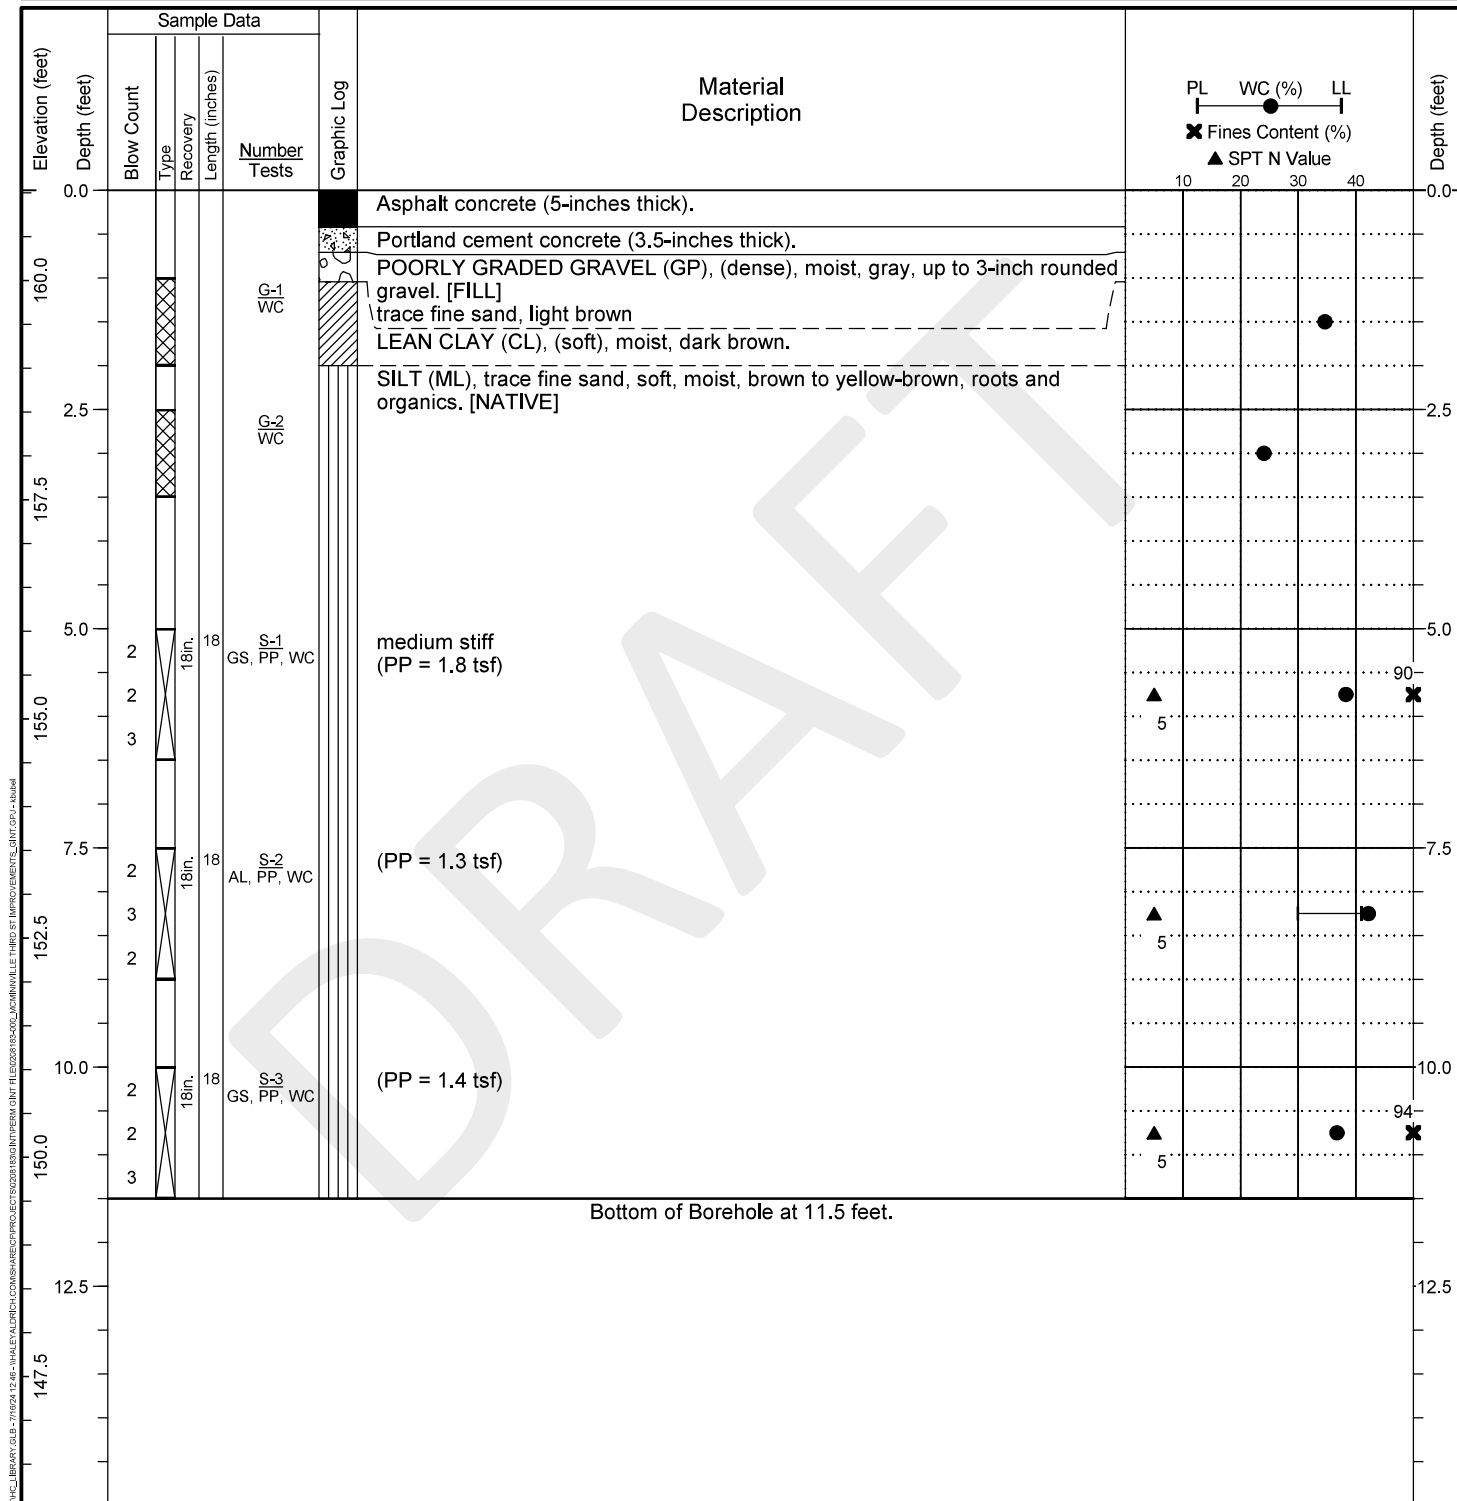 Sample Data
Elevation (feet)
Depth (feet)
Blow Count
Type
Recovery
Length (inches)
Number
Tests
Graphic Log
Material
Description
PL WC (%) LL
Fines Content (%)
SPT N Value
Depth (feet)
10 20 30 40
0.0 0.0
Asphalt concrete (5-inches thick).
Portland cement concrete (3.5-inches thick).
160.0
POORLY GRADED GRAVEL (GP), (dense), moist, gray, up to 3-inch rounded
gravel. [FILL]
G-1
WC
trace fine sand, light brown
LEAN CLAY (CL), (soft), moist, dark brown.
SILT (ML), trace fine sand, soft, moist, brown to yellow-brown, roots and
organics. [NATIVE]
2.5 2.5
G-2
WC
157.5
5.0 5.0
2
2
3
18in.
18
S-1
GS, PP, WC
medium stiff
(PP = 1.8 tsf)
90
5
155.0
7.5 7.5
2
3
2
18in.
18
S-2
AL, PP, WC
(PP = 1.3 tsf)
5
152.5
10.0 10.0
2
2
3
18in.
18
S-3
GS, PP, WC
(PP = 1.4 tsf)
94
5
150.0
Bottom of Borehole at 11.5 feet.
12.5 12.5
147.5
DRAFT